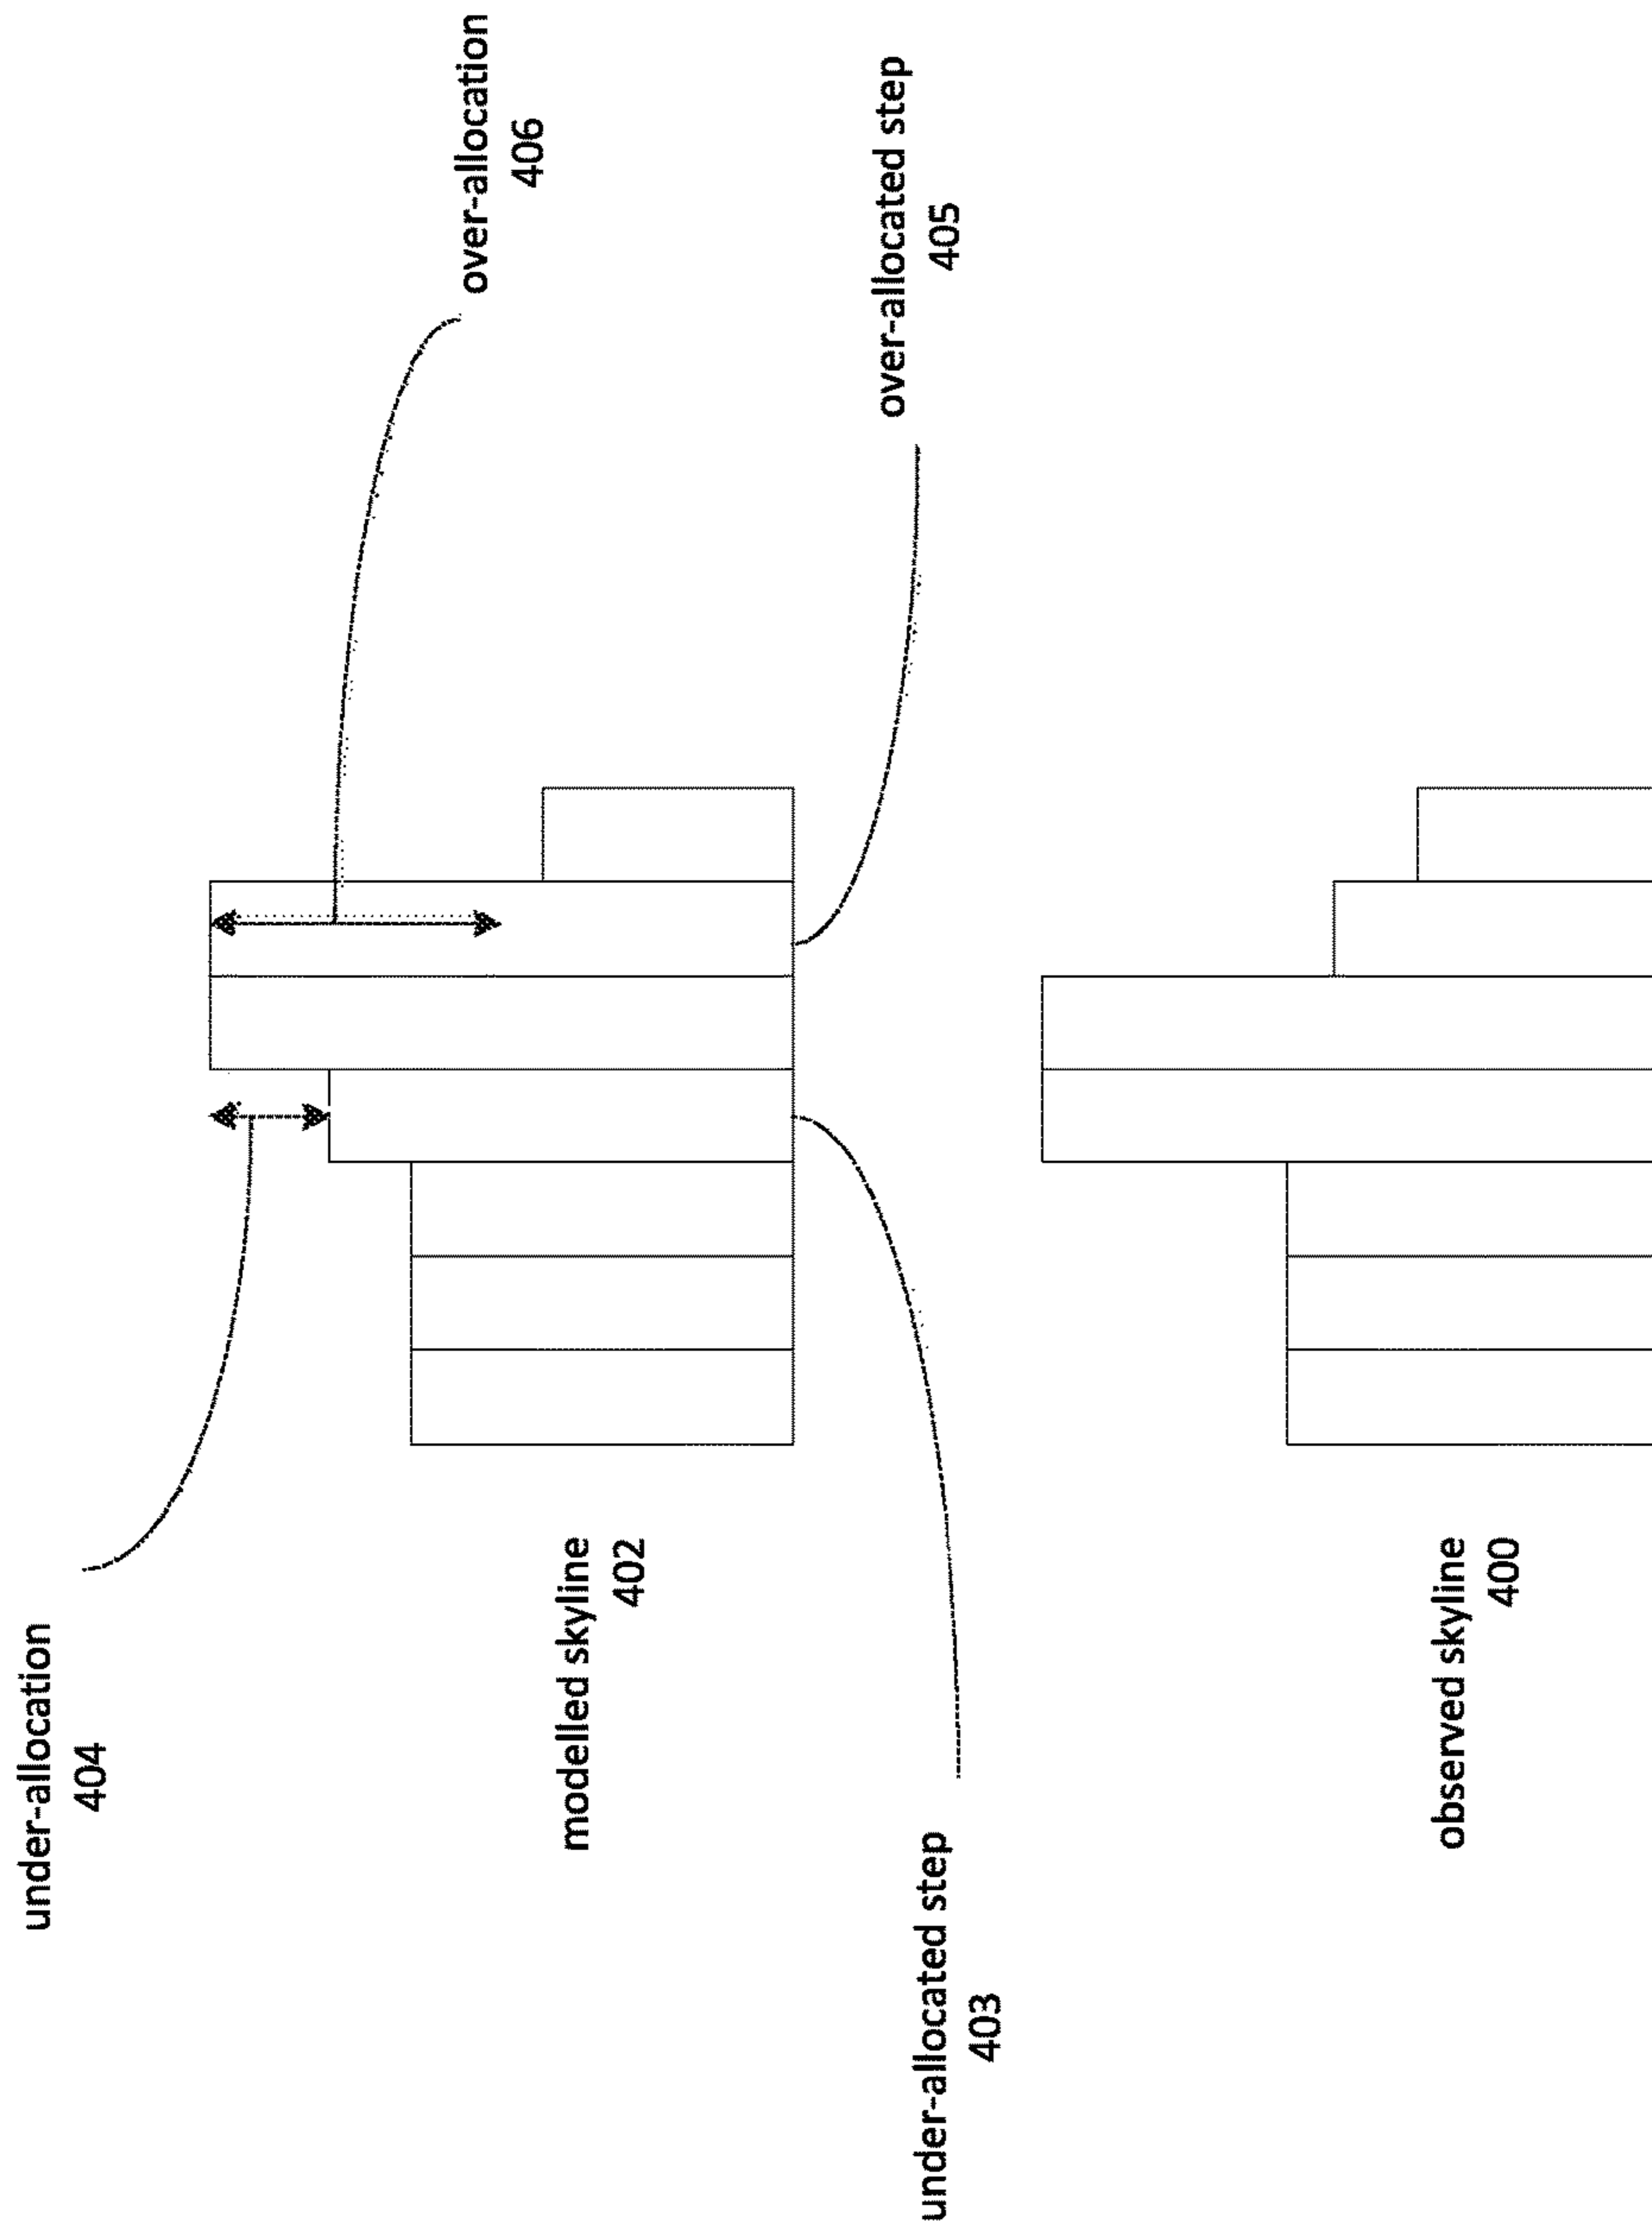 under-allocation
404
over-allocation
406
modelled skyline
402
over-allocated step
405
under-allocated step
403
observed skyline
400